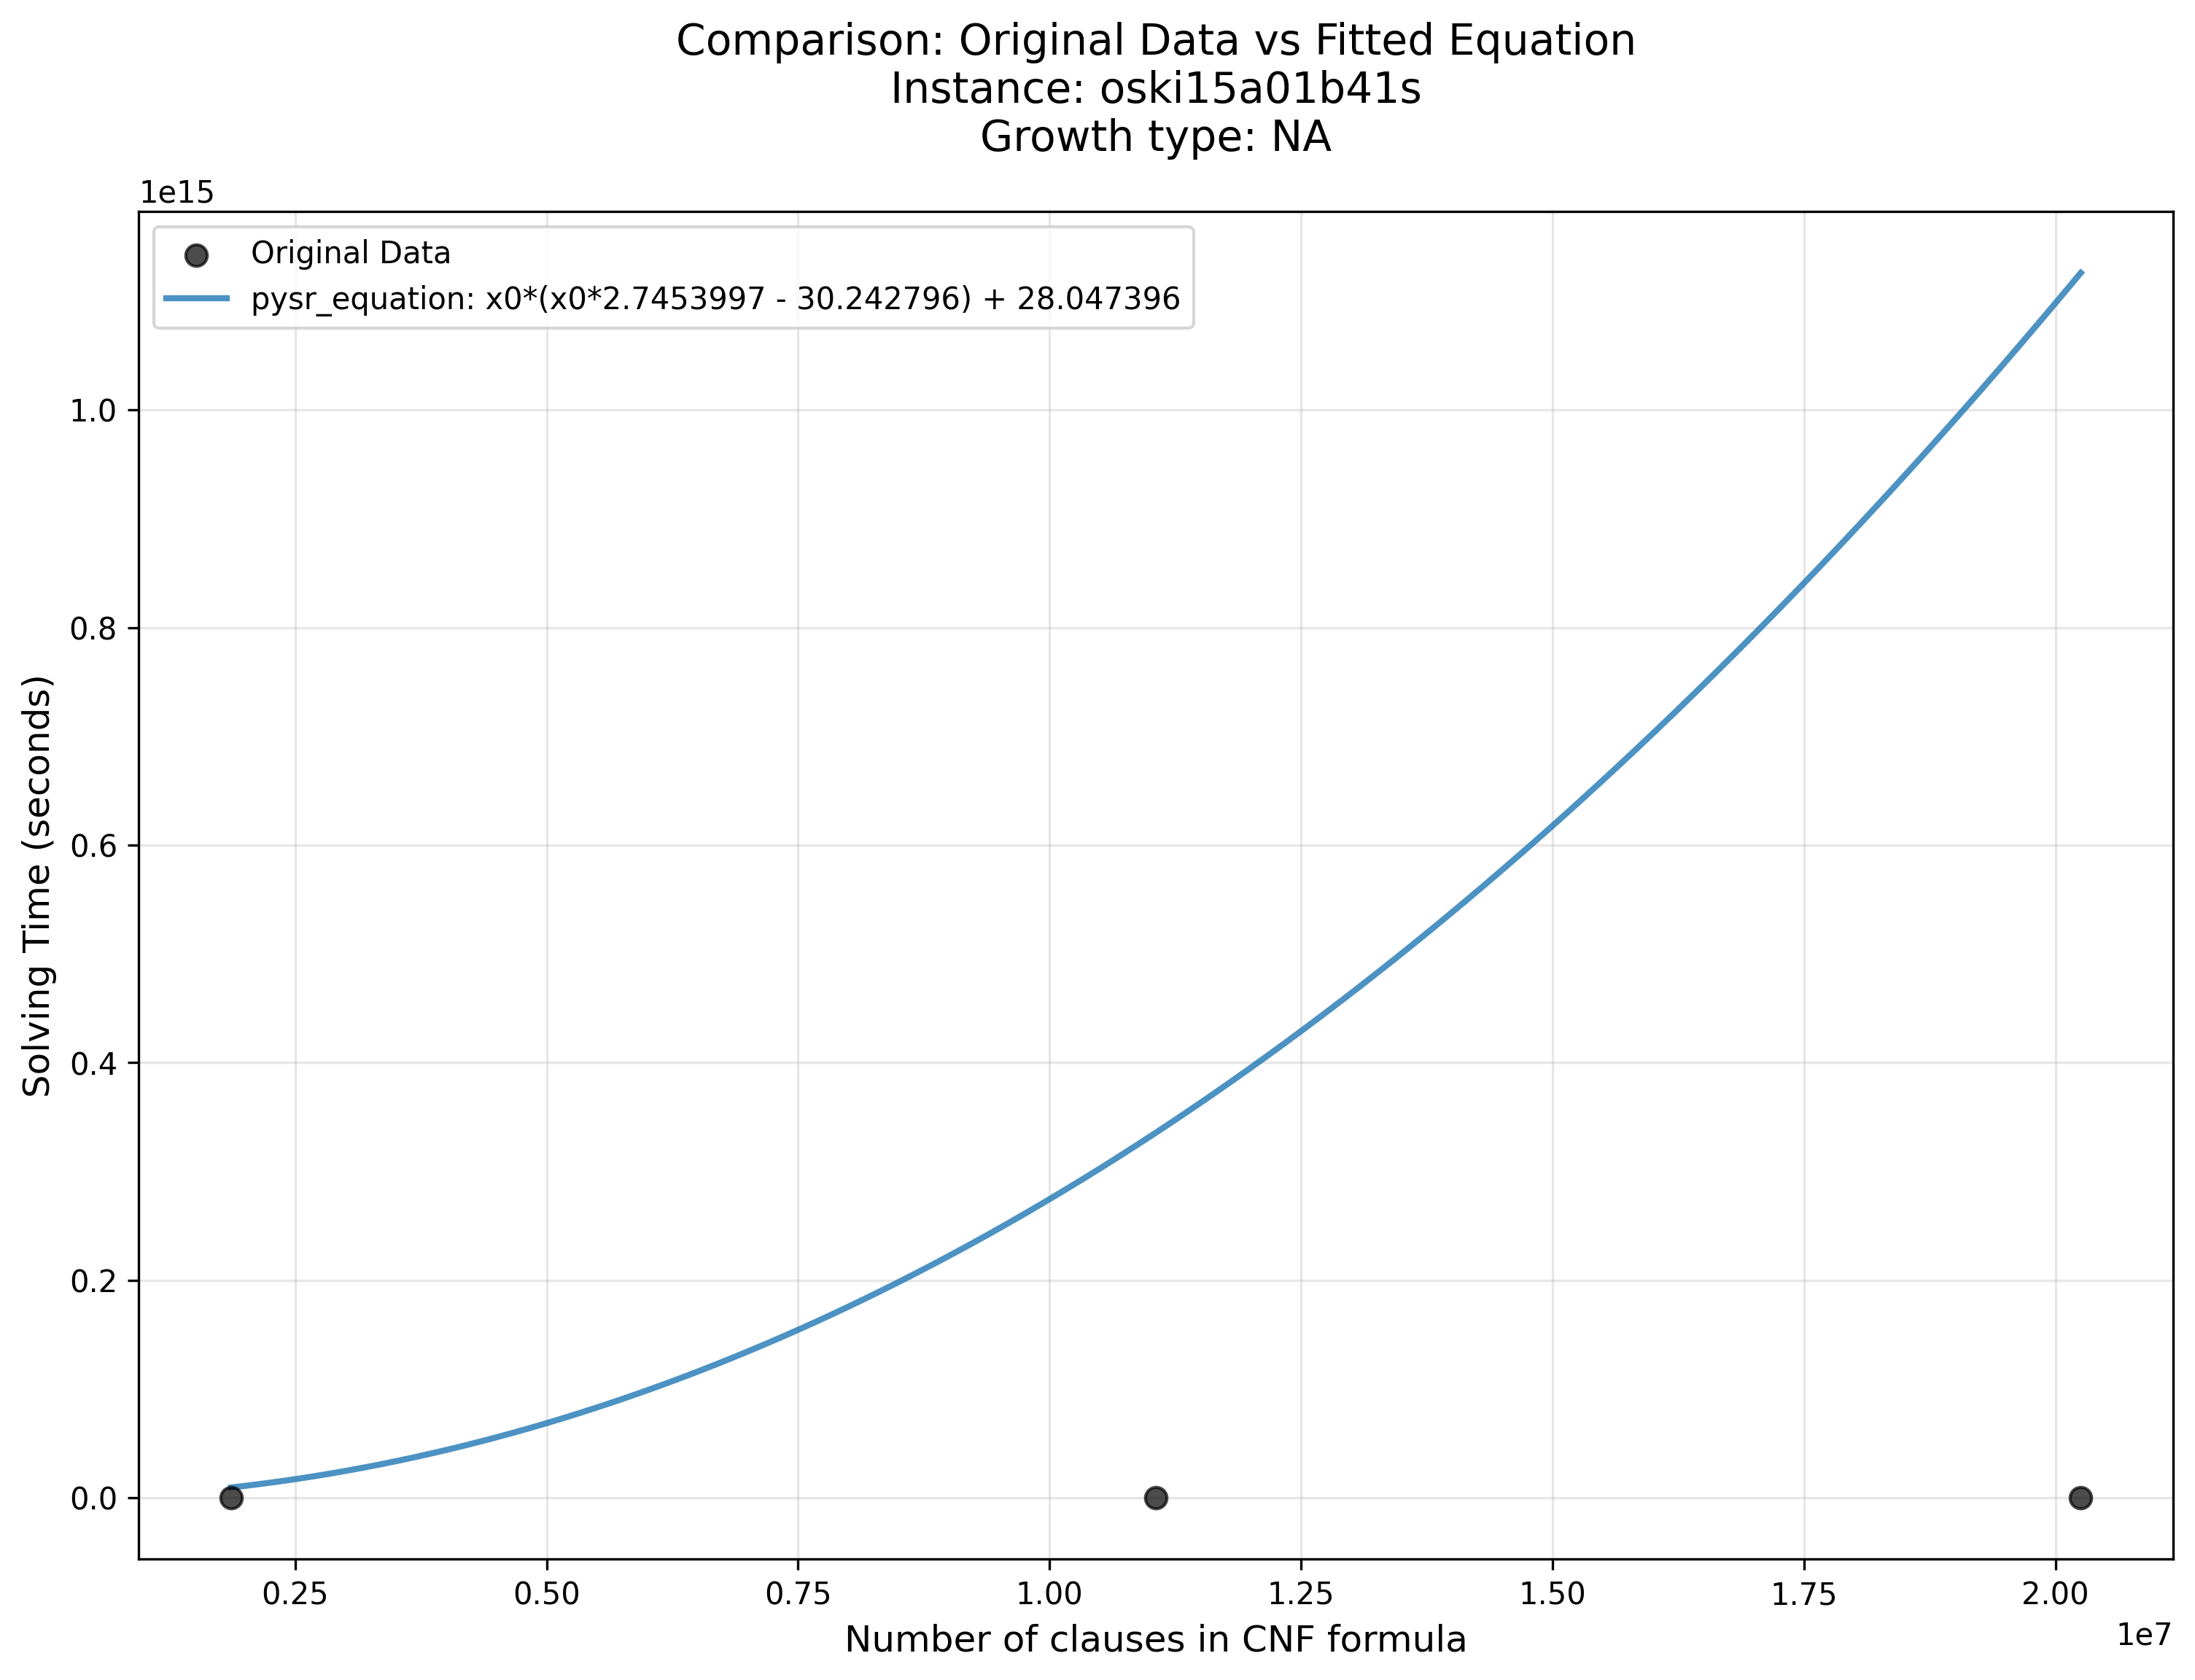 Comparison: Original Data vs Fitted Equation
Instance: oski15a01b41s
Growth type: NA
1e15
Original Data
pysr_equation: x0*(x0*2.7453997 - 30.242796) + 28.047396
1.0
0.8
0.6
0.4
0.2
0.0
Solving Time (seconds)
0.25 0.50 0.75 1.00 1.25 1.50 1.75 2.00
1e7
Number of clauses in CNF formula